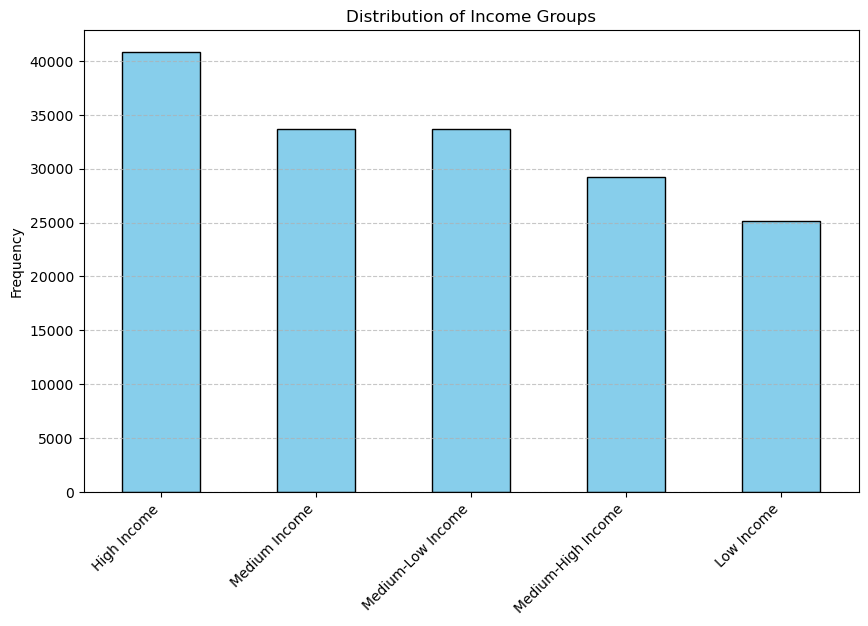 Distribution of Income Groups
Frequency
40000
35000
30000
25000
20000
15000
10000
5000
0
High Income
Medium Income
Medium-Low Income
Medium-High Income
Low Income